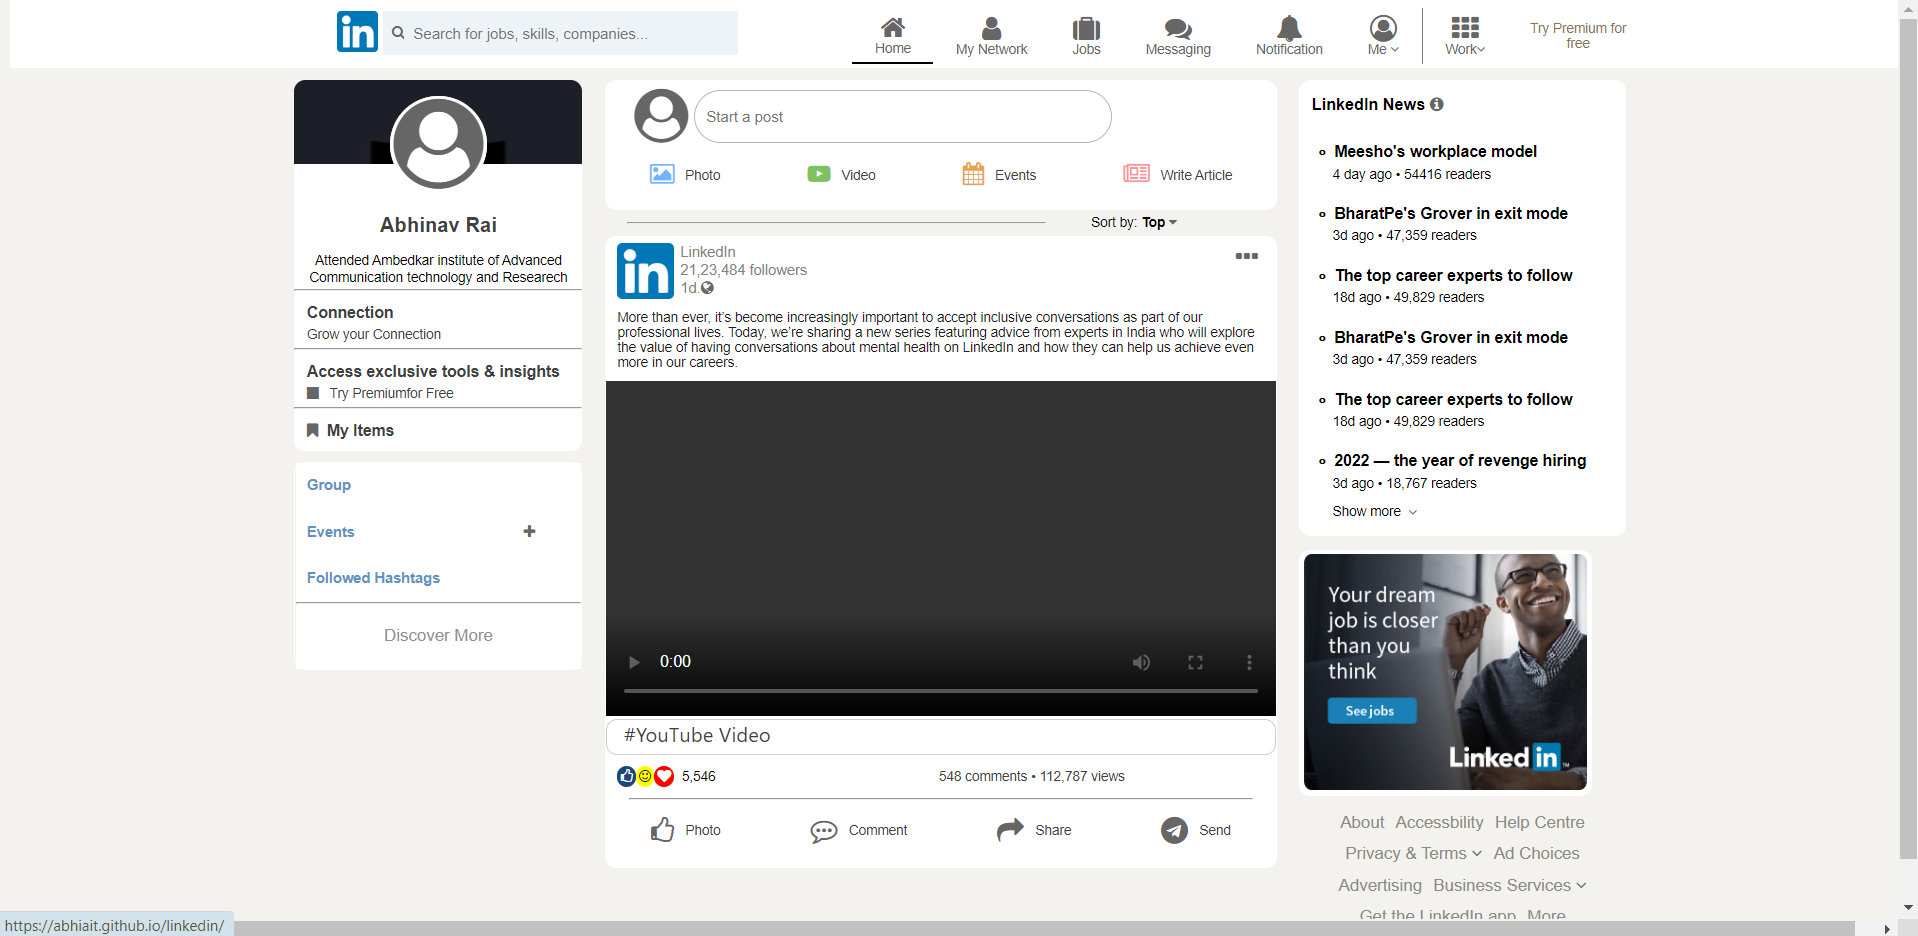 in
Search for jobs, skills, companies...
Home
My Network
Jobs
Messaging
Notification
Me
Work
Try Premium for
free
Abhinav Rai
Attended Ambedkar institute of Advanced
Communication technology and Researech
Connection
Grow your Connection
Access exclusive tools & insights
Try Premiumfor Free
My Items
Group
Events
Followed Hashtags
Discover More
Start a post
Photo
Video
Events
Write Article
Sort by: Top
in
LinkedIn
21,23,484 followers
1d.
More than ever, it's become increasingly important to accept inclusive conversations as part of our
professional lives. Today, we're sharing a new series featuring advice from experts in India who will explore
the value of having conversations about mental health on LinkedIn and how they can help us achieve even
more in our careers.
0:00
#YouTube Video
5,546
548 comments • 112,787 views
Photo
Comment
Share
Send
LinkedIn News
Meesho's workplace model
4 day ago • 54416 readers
BharatPe's Grover in exit mode
3d ago • 47,359 readers
The top career experts to follow
18d ago • 49,829 readers
BharatPe's Grover in exit mode
3d ago • 47,359 readers
The top career experts to follow
18d ago • 49,829 readers
2022 — the year of revenge hiring
3d ago • 18,767 readers
Show more
Your dream
job is closer
than you
think
See jobs
Linked in
About Accessbility Help Centre
Privacy & Terms Ad Choices
Advertising Business Services
Get the LinkedIn app More
https://abhiait.github.io/linkedin/